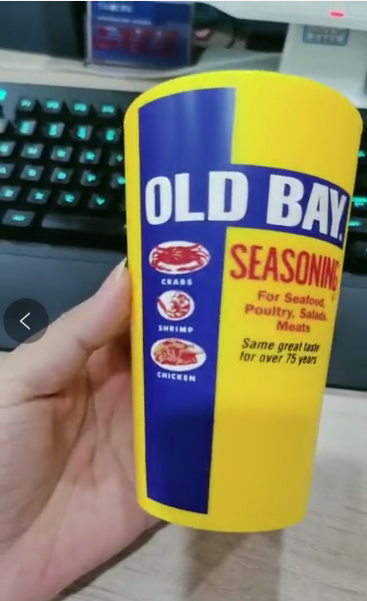 OLD BAY.
SEASONING
CRABS
For Seafood,
Poultry, Salads,
Meats
SHRIMP
Same great taste
for over 75 years
CHICKEN